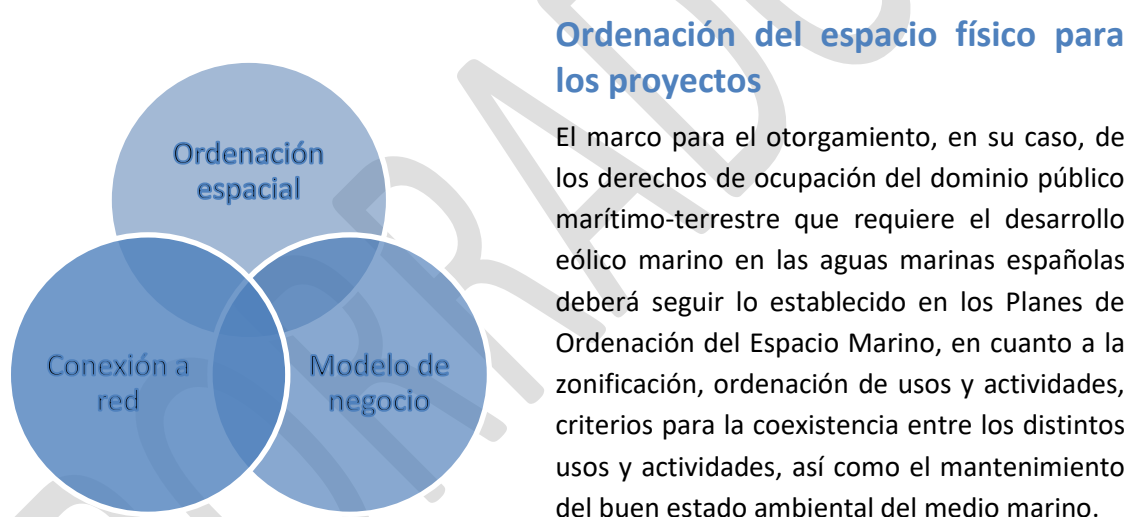 Ordenación
espacial
Conexión a
red
Modelo de
negocio
Ordenación del espacio físico para
los proyectos
El marco para el otorgamiento, en su caso, de
los derechos de ocupación del dominio público
marítimo-terrestre que requiere el desarrollo
eólico marino en las aguas marinas españolas
deberá seguir lo establecido en los Planes de
Ordenación del Espacio Marino, en cuanto a la
zonificación, ordenación de usos y actividades,
criterios para la coexistencia entre los distintos
usos y actividades, así como el mantenimiento
del buen estado ambiental del medio marino.